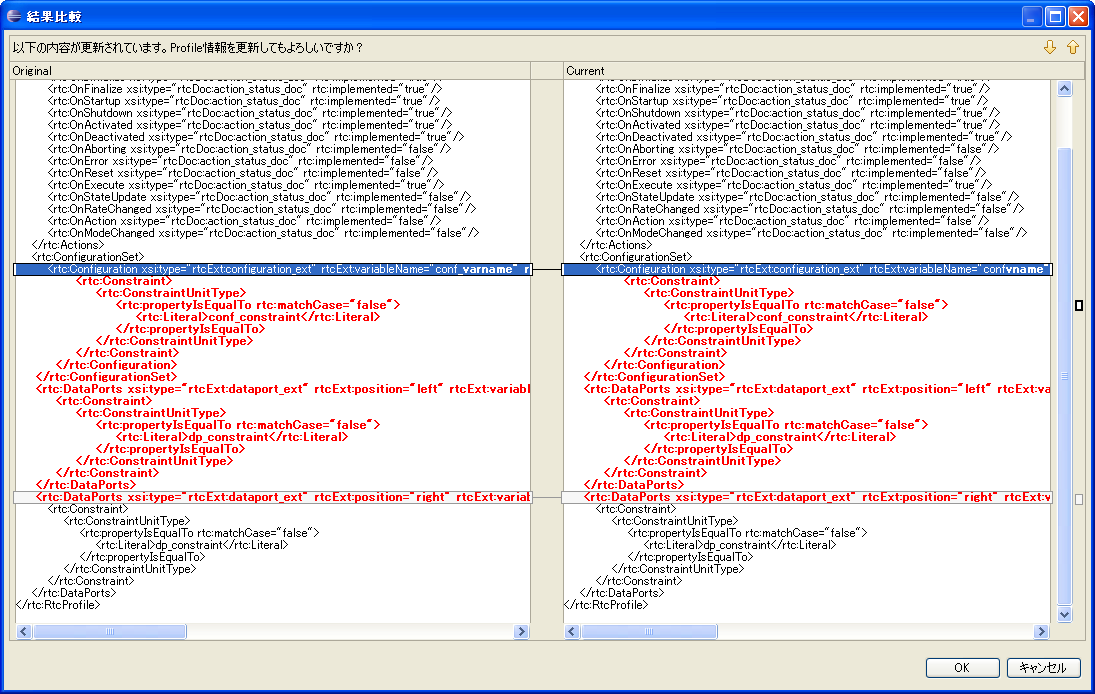 結果比較
以下の内容が更新されています。Profile情報を更新してもよろしいですか？
Original
<rtc:OnFinalize xsi:type="rtcDoc:action_status_doc" rtc:implemented="true"/>
<rtc:OnStartup xsi:type="rtcDoc:action_status_doc" rtc:implemented="true"/>
<rtc:OnShutdown xsi:type="rtcDoc:action_status_doc" rtc:implemented="true"/>
<rtc:OnActivated xsi:type="rtcDoc:action_status_doc" rtc:implemented="true"/>
<rtc:OnDeactivated xsi:type="rtcDoc:action_status_doc" rtc:implemented="true"/>
<rtc:OnAborting xsi:type="rtcDoc:action_status_doc" rtc:implemented="false"/>
<rtc:OnError xsi:type="rtcDoc:action_status_doc" rtc:implemented="false"/>
<rtc:OnReset xsi:type="rtcDoc:action_status_doc" rtc:implemented="false"/>
<rtc:OnExecute xsi:type="rtcDoc:action_status_doc" rtc:implemented="true"/>
<rtc:OnStateUpdate xsi:type="rtcDoc:action_status_doc" rtc:implemented="false"/>
<rtc:OnRateChanged xsi:type="rtcDoc:action_status_doc" rtc:implemented="false"/>
<rtc:OnAction xsi:type="rtcDoc:action_status_doc" rtc:implemented="false"/>
<rtc:OnModeChanged xsi:type="rtcDoc:action_status_doc" rtc:implemented="false"/>
</rtc:Actions>
<rtc:ConfigurationSet>
<rtc:Configuration xsi:type="rtcExt:configuration_ext" rtcExt:variableName="conf_varname" r
<rtc:Constraint>
<rtc:ConstraintUnitType>
<rtc:propertyIsEqualTo rtc:matchCase="false">
<rtc:Literal>conf_constraint</rtc:Literal>
</rtc:propertyIsEqualTo>
</rtc:ConstraintUnitType>
</rtc:Constraint>
</rtc:Configuration>
</rtc:ConfigurationSet>
<rtc:DataPorts xsi:type="rtcExt:dataport_ext" rtcExt:position="left" rtcExt:variabl
<rtc:Constraint>
<rtc:ConstraintUnitType>
<rtc:propertyIsEqualTo rtc:matchCase="false">
<rtc:Literal>dp_constraint</rtc:Literal>
</rtc:propertyIsEqualTo>
</rtc:ConstraintUnitType>
</rtc:Constraint>
</rtc:DataPorts>
<rtc:DataPorts xsi:type="rtcExt:dataport_ext" rtcExt:position="right" rtcExt:variab
<rtc:Constraint>
<rtc:ConstraintUnitType>
<rtc:propertyIsEqualTo rtc:matchCase="false">
<rtc:Literal>dp_constraint</rtc:Literal>
</rtc:propertyIsEqualTo>
</rtc:ConstraintUnitType>
</rtc:Constraint>
</rtc:DataPorts>
</rtc:RtcProfile>
Current
<rtc:OnFinalize xsi:type="rtcDoc:action_status_doc" rtc:implemented="true"/>
<rtc:OnStartup xsi:type="rtcDoc:action_status_doc" rtc:implemented="true"/>
<rtc:OnShutdown xsi:type="rtcDoc:action_status_doc" rtc:implemented="true"/>
<rtc:OnActivated xsi:type="rtcDoc:action_status_doc" rtc:implemented="true"/>
<rtc:OnDeactivated xsi:type="rtcDoc:action_status_doc" rtc:implemented="true"/>
<rtc:OnAborting xsi:type="rtcDoc:action_status_doc" rtc:implemented="false"/>
<rtc:OnError xsi:type="rtcDoc:action_status_doc" rtc:implemented="false"/>
<rtc:OnReset xsi:type="rtcDoc:action_status_doc" rtc:implemented="false"/>
<rtc:OnExecute xsi:type="rtcDoc:action_status_doc" rtc:implemented="true"/>
<rtc:OnStateUpdate xsi:type="rtcDoc:action_status_doc" rtc:implemented="false"/>
<rtc:OnRateChanged xsi:type="rtcDoc:action_status_doc" rtc:implemented="false"/>
<rtc:OnAction xsi:type="rtcDoc:action_status_doc" rtc:implemented="false"/>
<rtc:OnModeChanged xsi:type="rtcDoc:action_status_doc" rtc:implemented="false"/>
</rtc:Actions>
<rtc:ConfigurationSet>
<rtc:Configuration xsi:type="rtcExt:configuration_ext" rtcExt:variableName="confvname"
<rtc:Constraint>
<rtc:ConstraintUnitType>
<rtc:propertyIsEqualTo rtc:matchCase="false">
<rtc:Literal>conf_constraint</rtc:Literal>
</rtc:propertyIsEqualTo>
</rtc:ConstraintUnitType>
</rtc:Constraint>
</rtc:Configuration>
</rtc:ConfigurationSet>
<rtc:DataPorts xsi:type="rtcExt:dataport_ext" rtcExt:position="left" rtcExt:va
<rtc:Constraint>
<rtc:ConstraintUnitType>
<rtc:propertyIsEqualTo rtc:matchCase="false">
<rtc:Literal>dp_constraint</rtc:Literal>
</rtc:propertyIsEqualTo>
</rtc:ConstraintUnitType>
</rtc:Constraint>
</rtc:DataPorts>
<rtc:DataPorts xsi:type="rtcExt:dataport_ext" rtcExt:position="right" rtcExt:v
<rtc:Constraint>
<rtc:ConstraintUnitType>
<rtc:propertyIsEqualTo rtc:matchCase="false">
<rtc:Literal>dp_constraint</rtc:Literal>
</rtc:propertyIsEqualTo>
</rtc:ConstraintUnitType>
</rtc:Constraint>
</rtc:DataPorts>
</rtc:RtcProfile>
OK
キャンセル